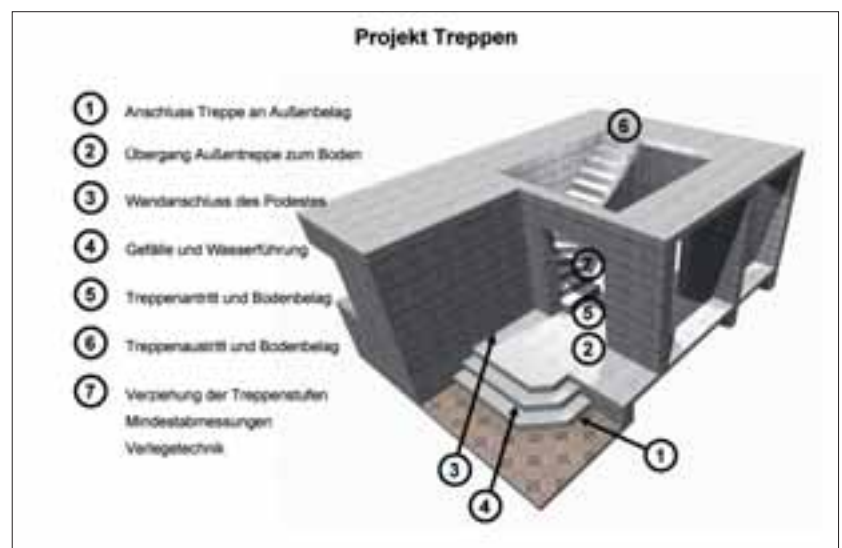 Projekt Treppen
1 Anschluss Treppe an Außenbelag
2 Übergang Außentreppe zum Boden
3 Wandanschluss des Podestes
4 Gefälle und Wasserführung
5 Treppenantritt und Bodenbelag
6 Treppenaustritt und Bodenbelag
7 Verziehung der Treppenstufen
Mindestabmessungen
Verlegetechnik
6
7
5
2
1
3
4